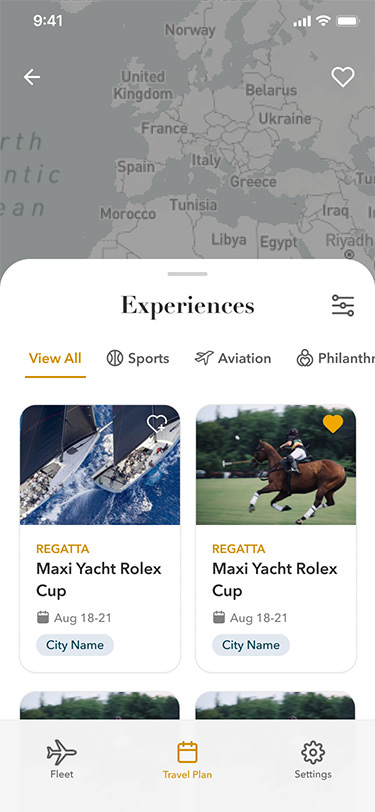 9:41
Norway
United
Kingdom
Belarus
Ukraine
France
rth
ntic
ean
Spain
Italy
Greece
Tu
Morocco
Tunisia
Iraq
Libya
Egypt
Riyadh
Experiences
View All
Sports
Aviation
Philanthr
REGATTA
Maxi Yacht Rolex
Cup
Aug 18-21
City Name
REGATTA
Maxi Yacht Rolex
Cup
Aug 18-21
City Name
Fleet
Travel Plan
Settings